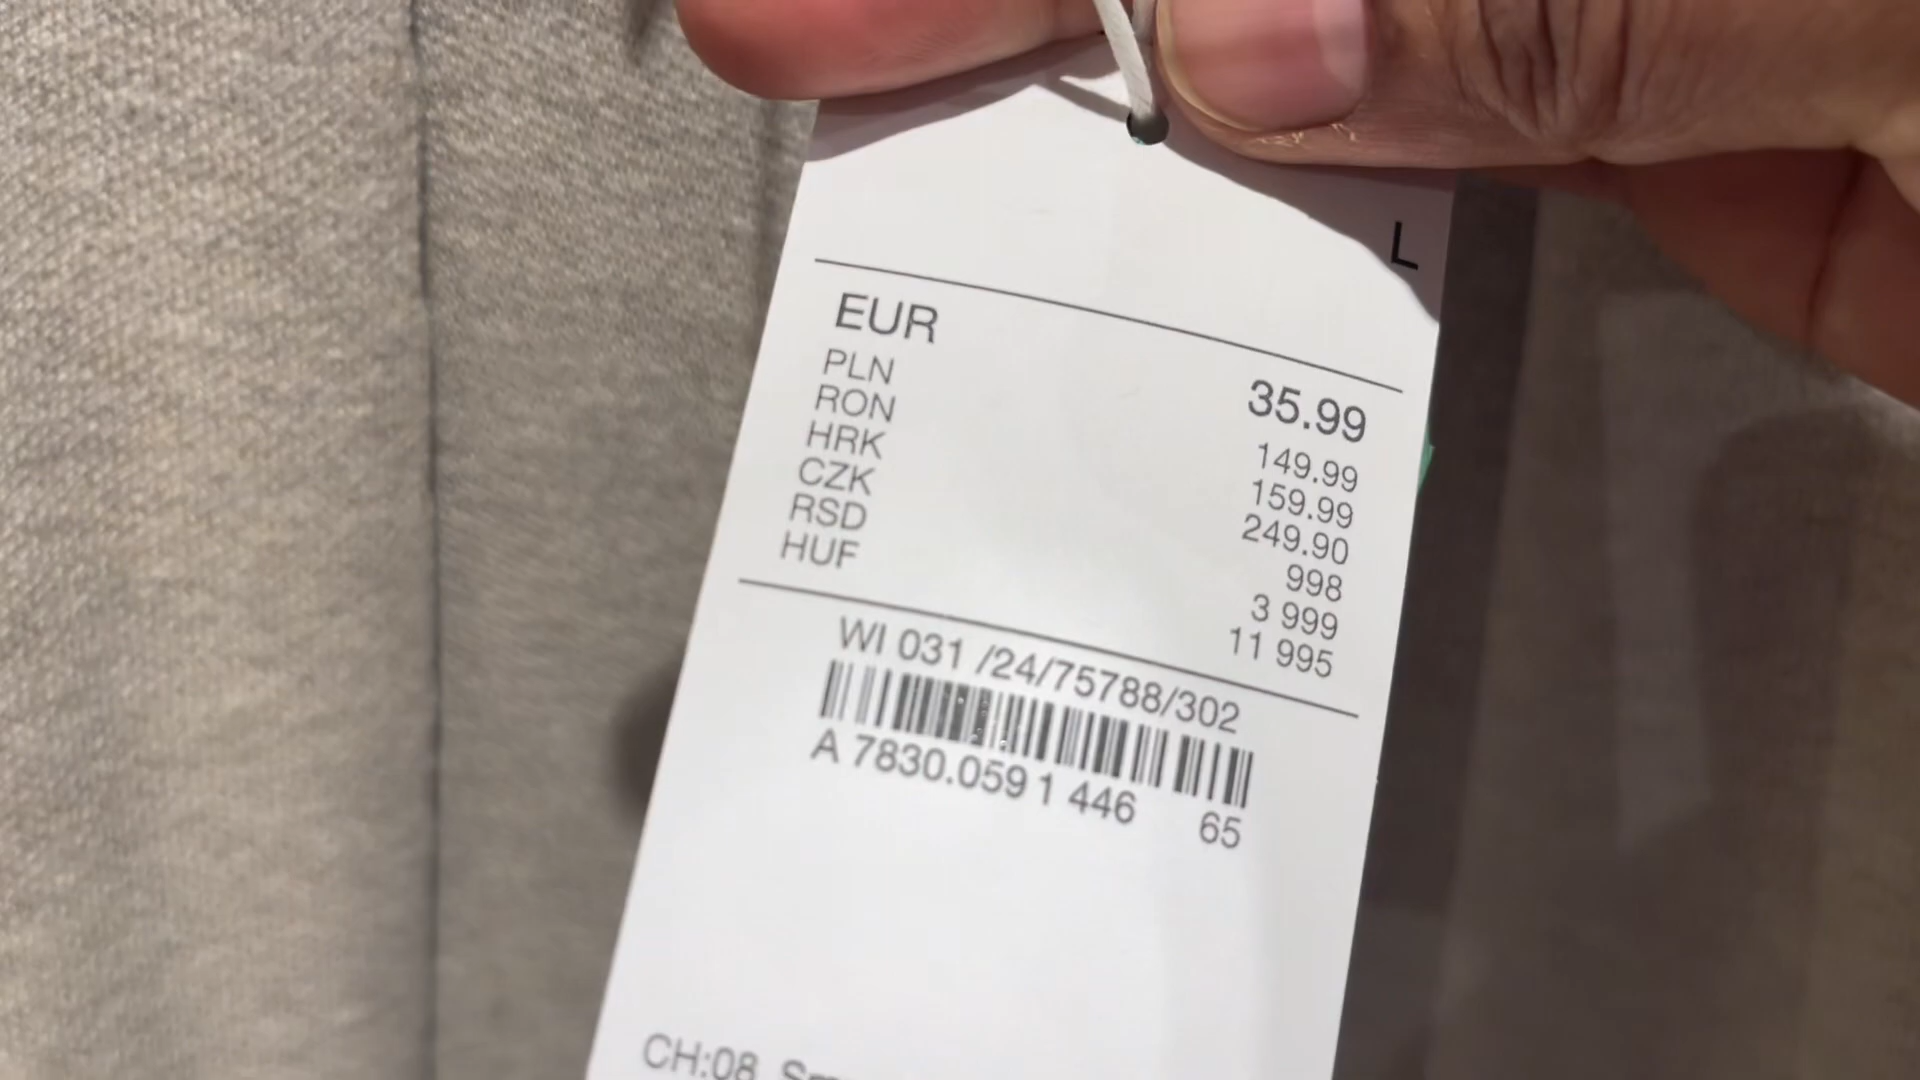 L
EUR 35.99
PLN 149.99
RON 159.99
HRK 249.90
CZK 998
RSD 3 999
HUF 11 995
WI 031 /24/75788/302
A 7830.059 1 446 65
CH:08